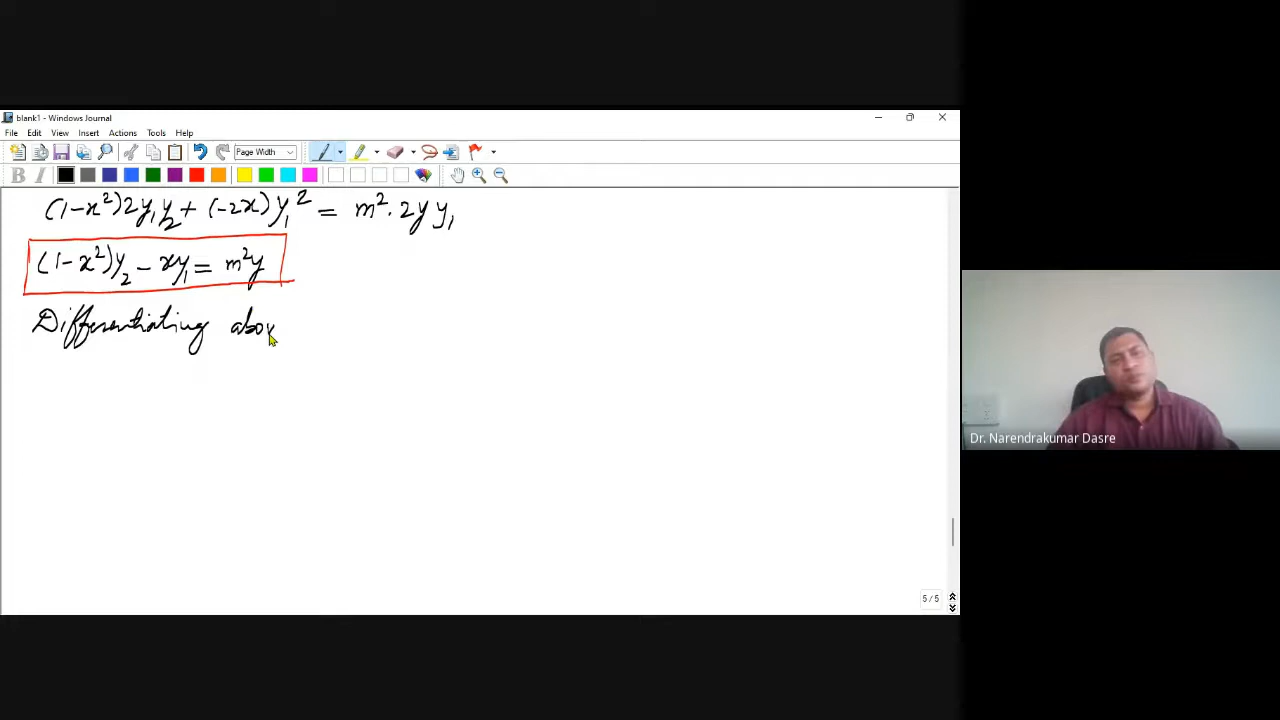 blank1 - Windows Journal
File Edit View Insert Actions Tools Help
Page Width
B I
(1-x²)2y₁y₂ + (-2x)y₁² = m²·2yy₁
(1-x²)y₂ - xy₁ = m²y
Differentiating abov
Dr. Narendrakumar Dasre
5 / 5